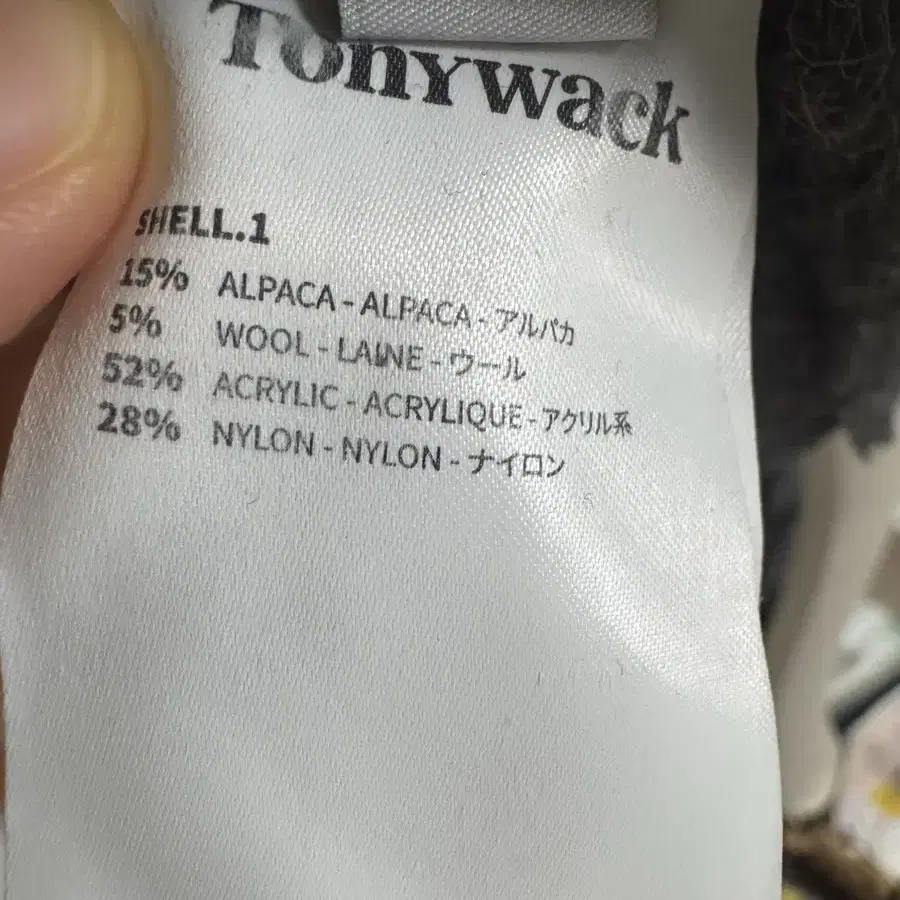 Tonywack
SHELL.1
15% ALPACA - ALPACA - アルパカ
5% WOOL - LAINE - ウール
52% ACRYLIC - ACRYLIQUE - アクリル系
28% NYLON - NYLON - ナイロン